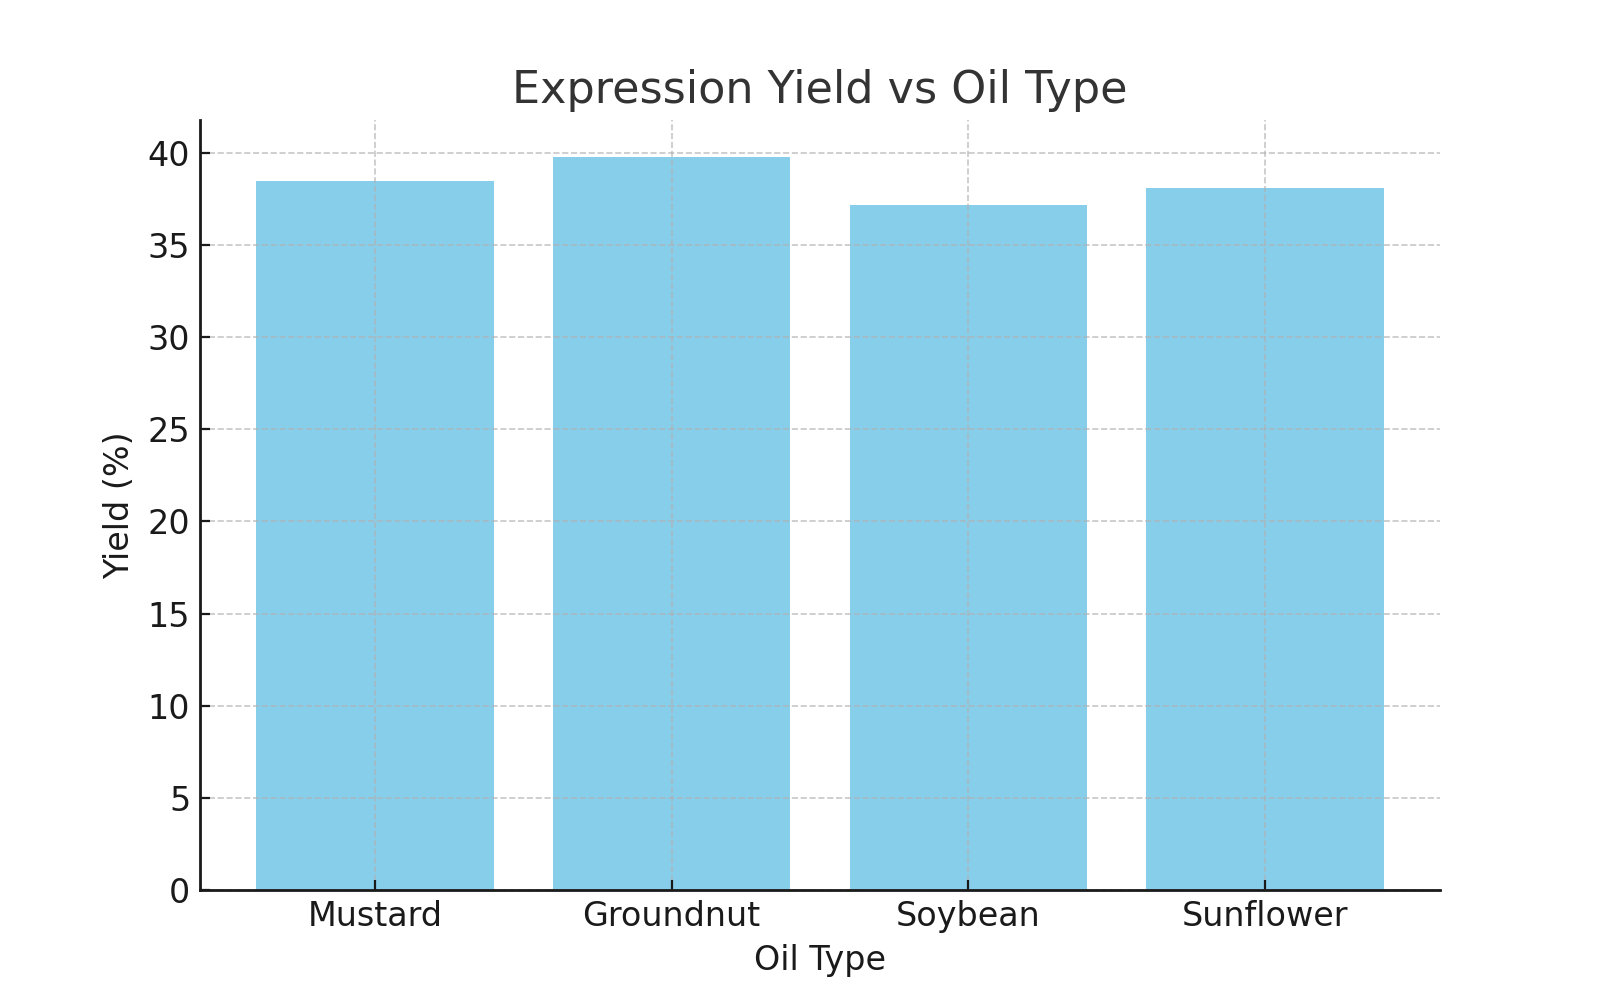 Expression Yield vs Oil Type
40
35
30
25
20
15
10
5
0
Yield (%)
Mustard Groundnut Soybean Sunflower
Oil Type